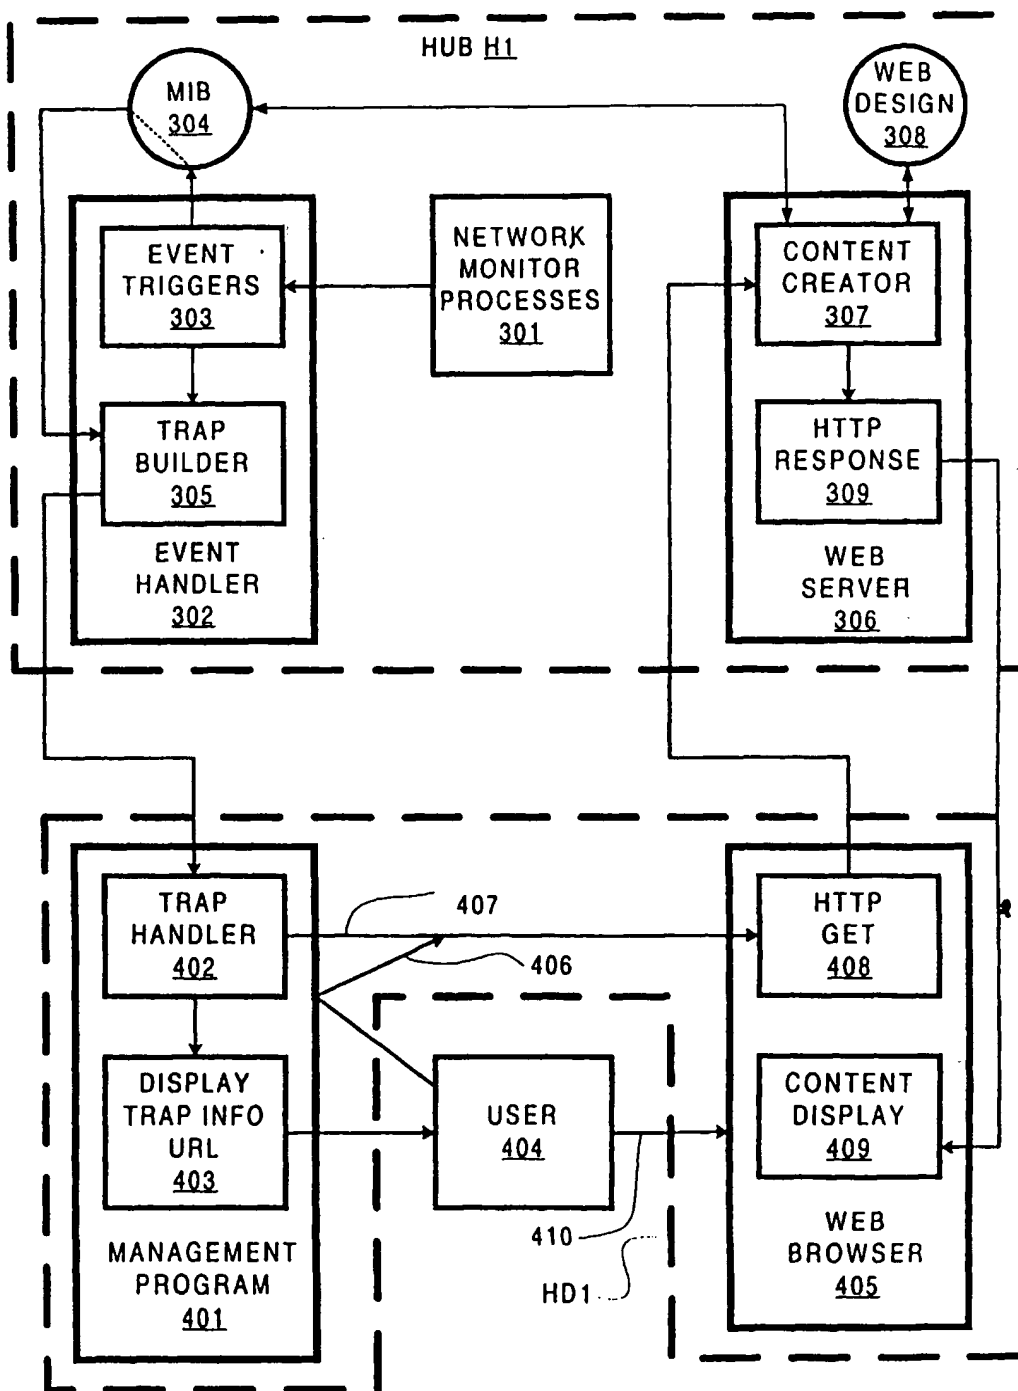 HUB H1
MIB
304
WEB
DESIGN
308
EVENT
TRIGGERS
303
NETWORK
MONITOR
PROCESSES
301
CONTENT
CREATOR
307
TRAP
BUILDER
305
HTTP
RESPONSE
309
EVENT
HANDLER
302
WEB
SERVER
306
TRAP
HANDLER
402
407
406
HTTP
GET
408
DISPLAY
TRAP INFO
URL
403
USER
404
CONTENT
DISPLAY
409
410
HD1
MANAGEMENT
PROGRAM
401
WEB
BROWSER
405